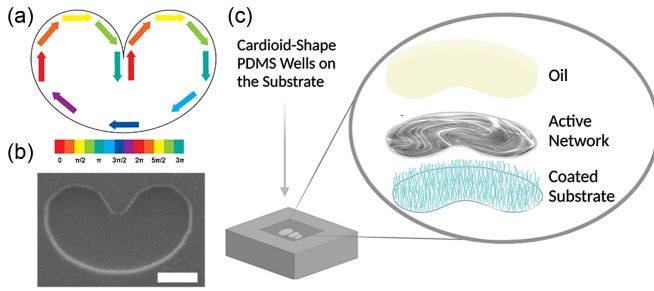 (a)
0 π/2 π 3π/2 2π 5π/2 3π
(b)
(c)
Cardioid-Shape
PDMS Wells on
the Substrate
Oil
Active
Network
Coated
Substrate